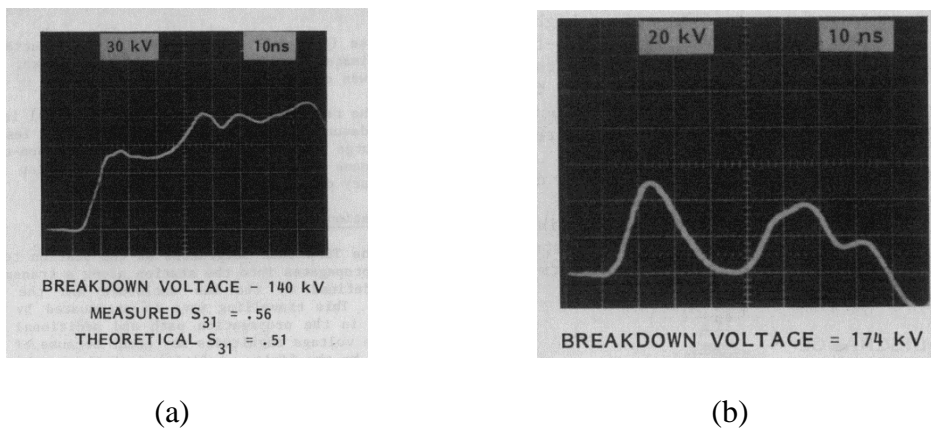 30 kV 10ns
BREAKDOWN VOLTAGE - 140 kV
MEASURED S31 = .56
THEORETICAL S31 = .51
(a)
20 kV 10 ns
BREAKDOWN VOLTAGE = 174 kV
(b)